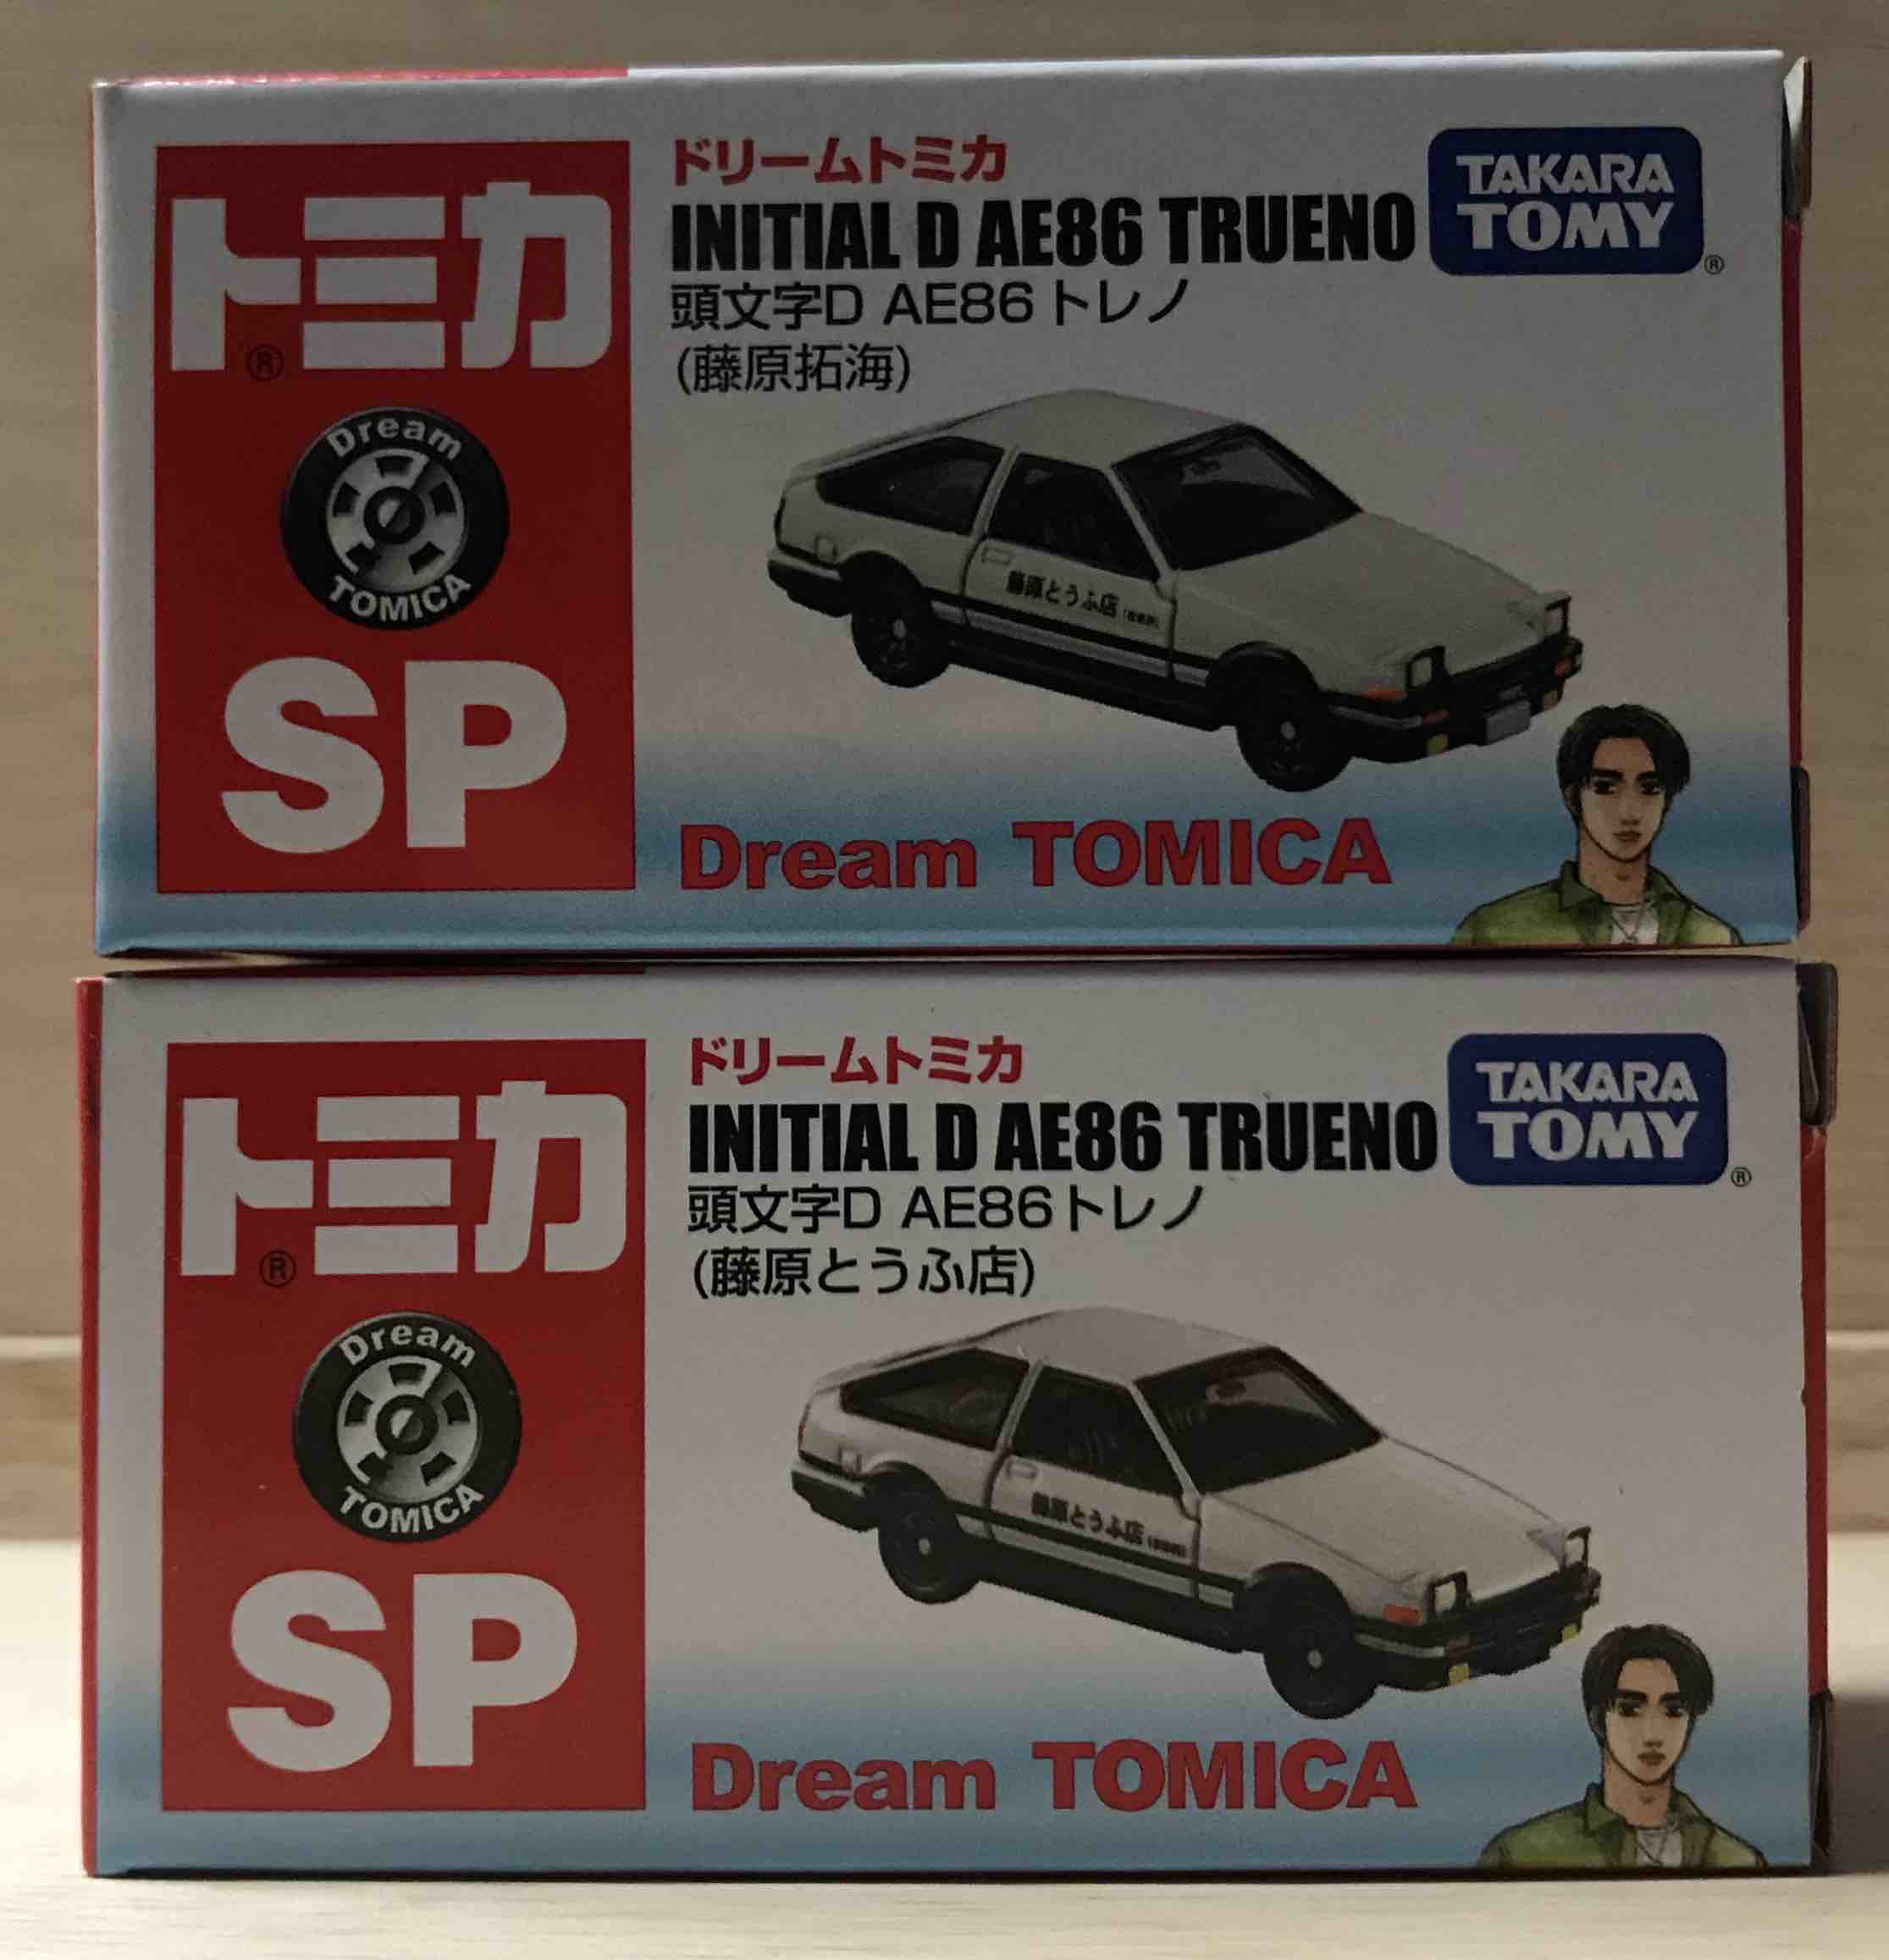 トミカ®
Dream
TOMICA
SP
ドリームトミカ
INITIAL D AE86 TRUENO
頭文字D AE86トレノ
(藤原拓海)
TAKARA
TOMY®
藤原とうふ店
Dream TOMICA
トミカ®
Dream
TOMICA
SP
ドリームトミカ
INITIAL D AE86 TRUENO
頭文字D AE86トレノ
(藤原とうふ店)
TAKARA
TOMY®
藤原とうふ店
Dream TOMICA